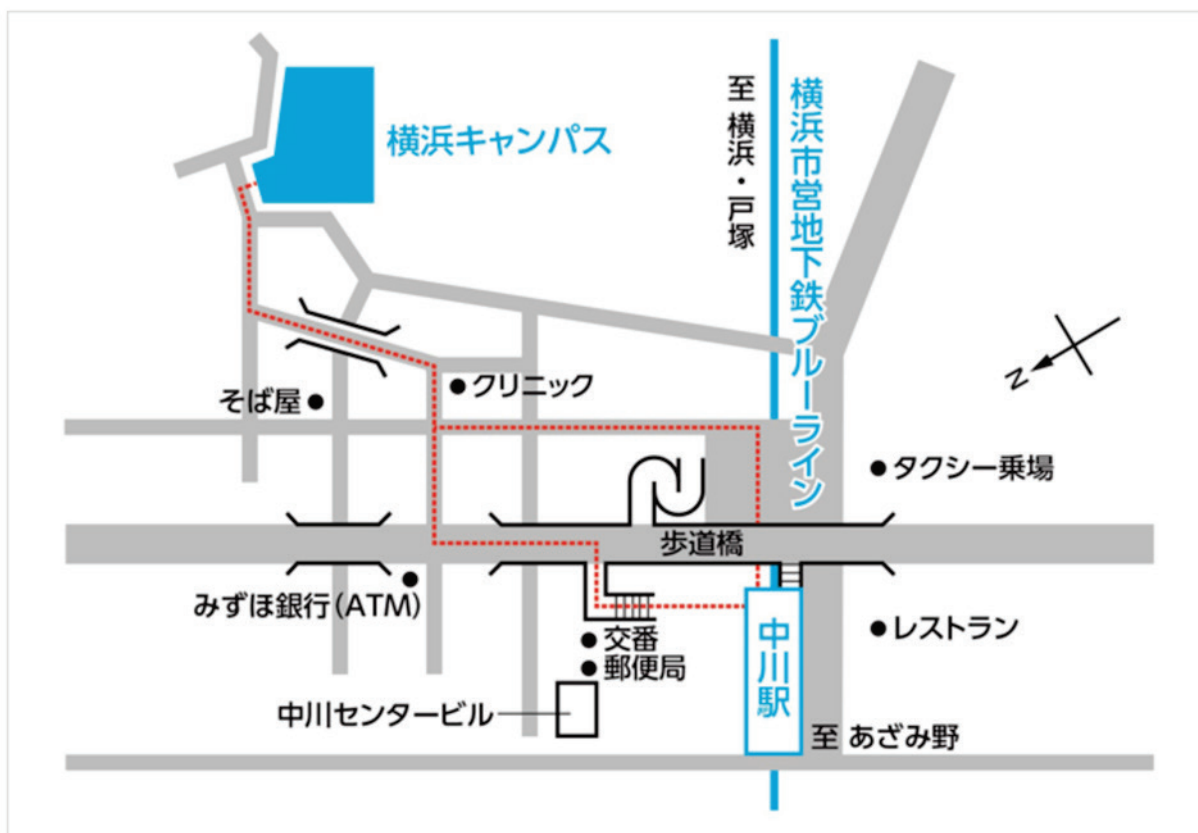 横浜キャンパス
至 横浜・戸塚
横浜市営地下鉄ブルーライン
N
クリニック
そば屋
タクシー乗場
歩道橋
みずほ銀行(ATM)
交番
郵便局
中川センタービル
中川駅
レストラン
至 あざみ野